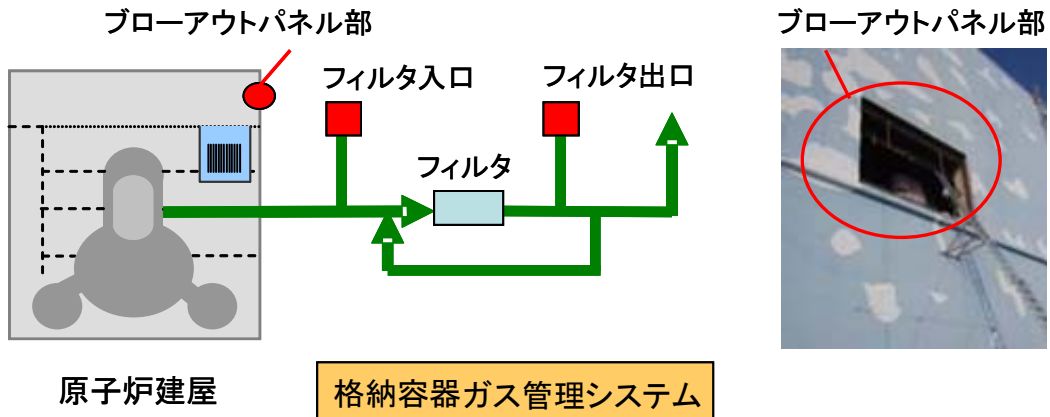 ブローアウトパネル部
ブローアウトパネル部
フィルタ入口
フィルタ出口
フィルタ
原子炉建屋
格納容器ガス管理システム